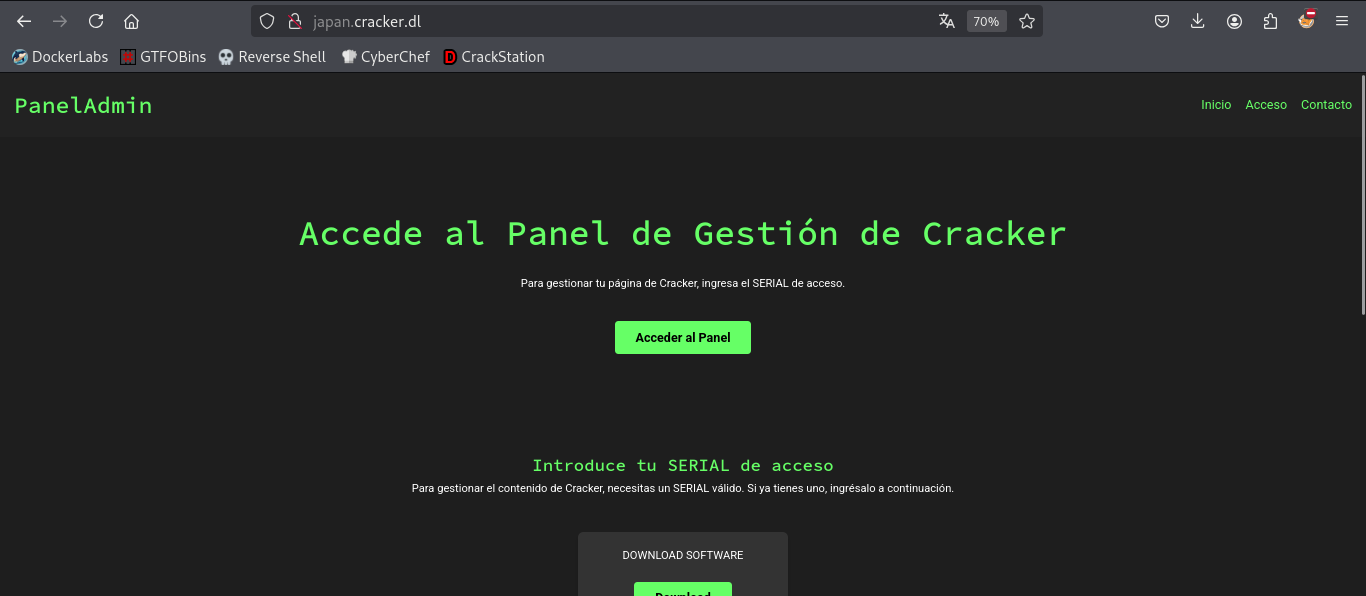 japan.cracker.dl
70%
DockerLabs GTFOBins Reverse Shell CyberChef CrackStation
PanelAdmin
Inicio Acceso Contacto
Accede al Panel de Gestión de Cracker
Para gestionar tu página de Cracker, ingresa el SERIAL de acceso.
Acceder al Panel
Introduce tu SERIAL de acceso
Para gestionar el contenido de Cracker, necesitas un SERIAL válido. Si ya tienes uno, ingrésalo a continuación.
DOWNLOAD SOFTWARE
Download